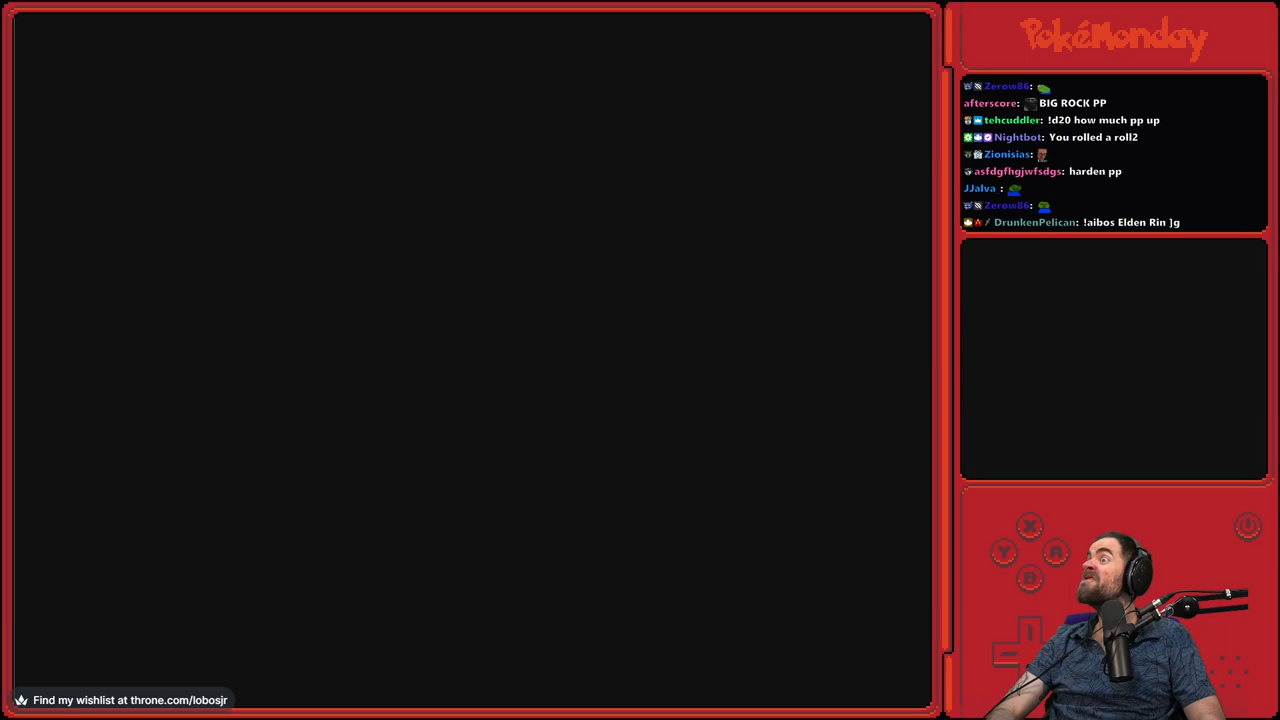 PokéMonday
Zerow86:
afterscore: BIG ROCK PP
tehcuddler: !d20 how much pp up
Nightbot: You rolled a roll2
Zionisias:
asfdgfhgjwfsdgs: harden pp
JJalva :
Zerow86:
DrunkenPelican: !aibos Elden Rin ]g
X
Y A
B
Find my wishlist at throne.com/lobosjr